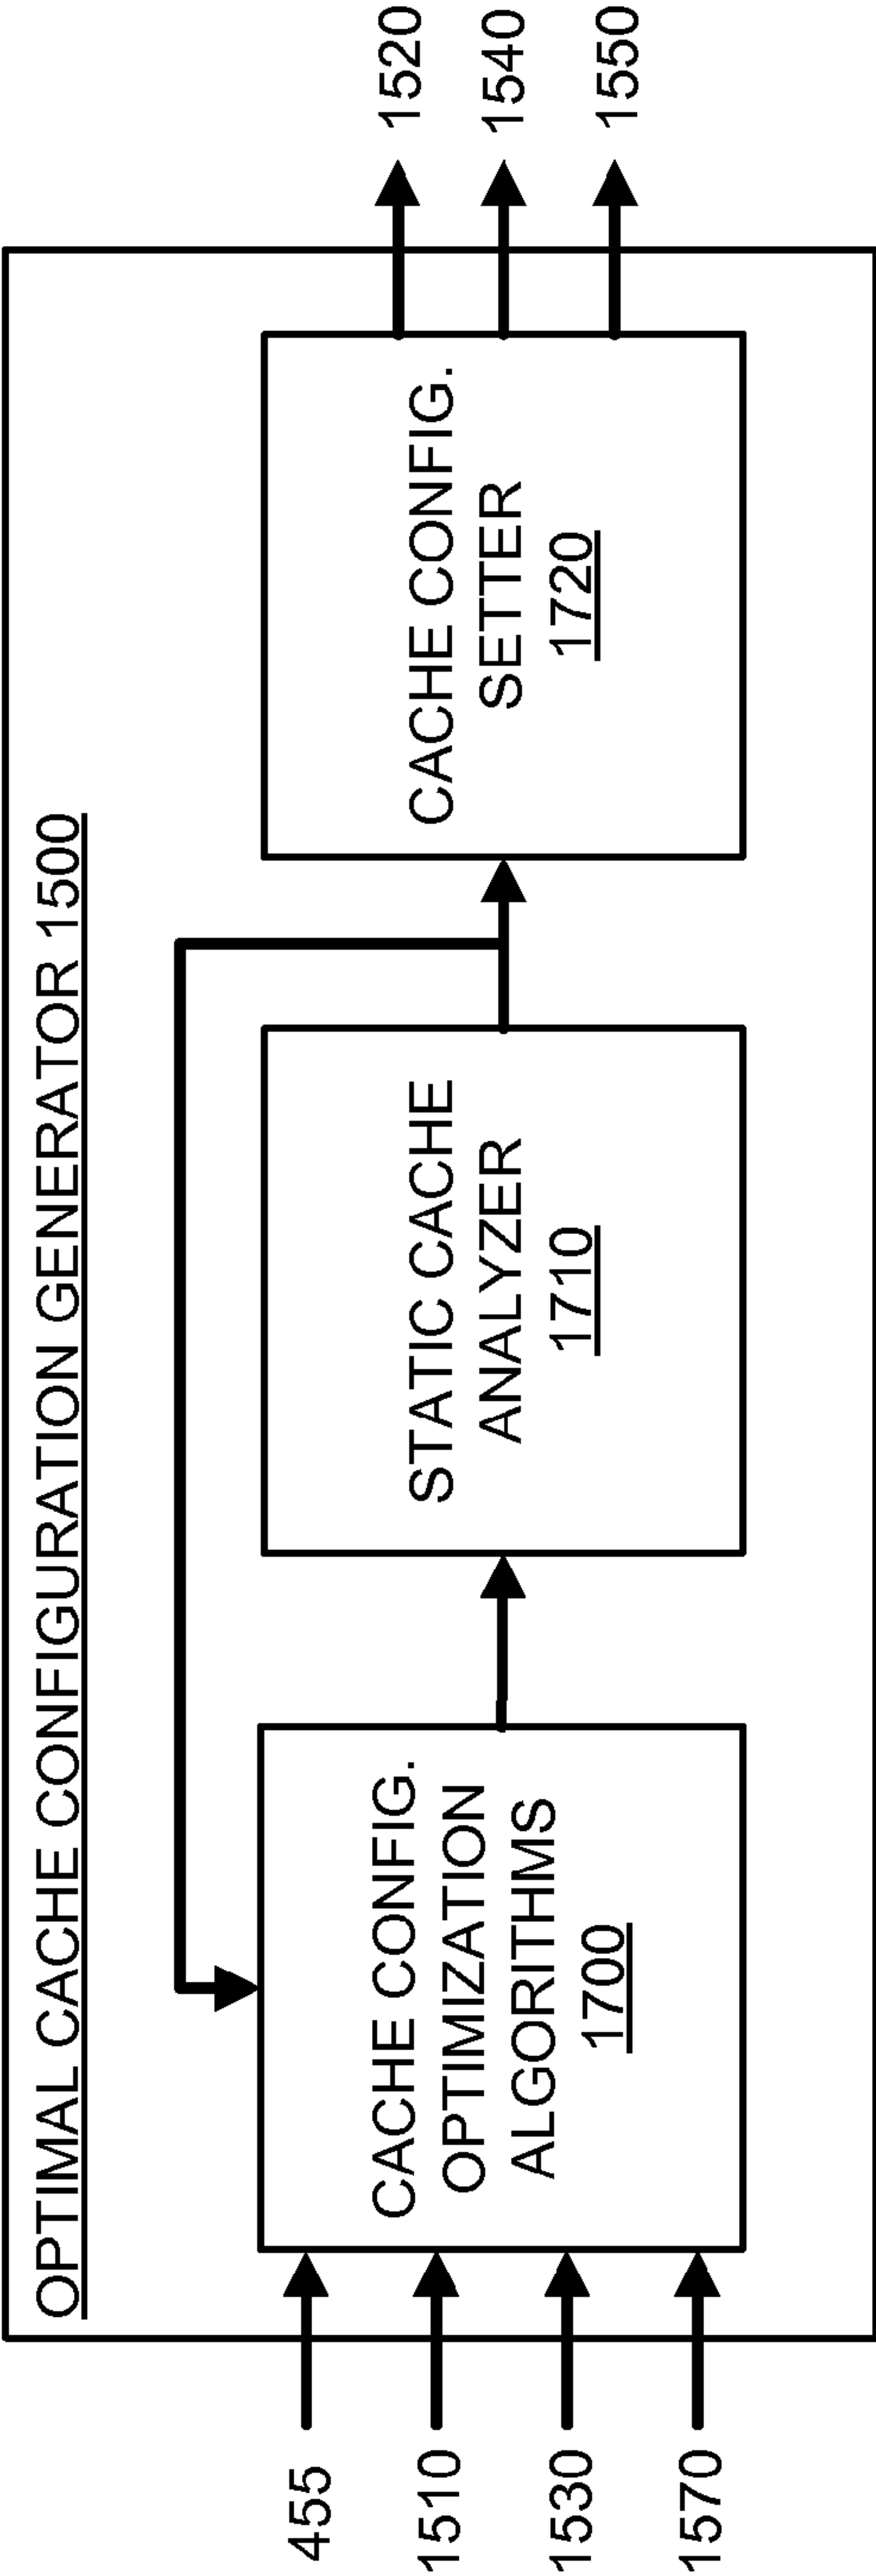 OPTIMAL CACHE CONFIGURATION GENERATOR 1500
455
1510
1530
1570
CACHE CONFIG.
OPTIMIZATION
ALGORITHMS
1700
STATIC CACHE
ANALYZER
1710
CACHE CONFIG.
SETTER
1720
1520
1540
1550